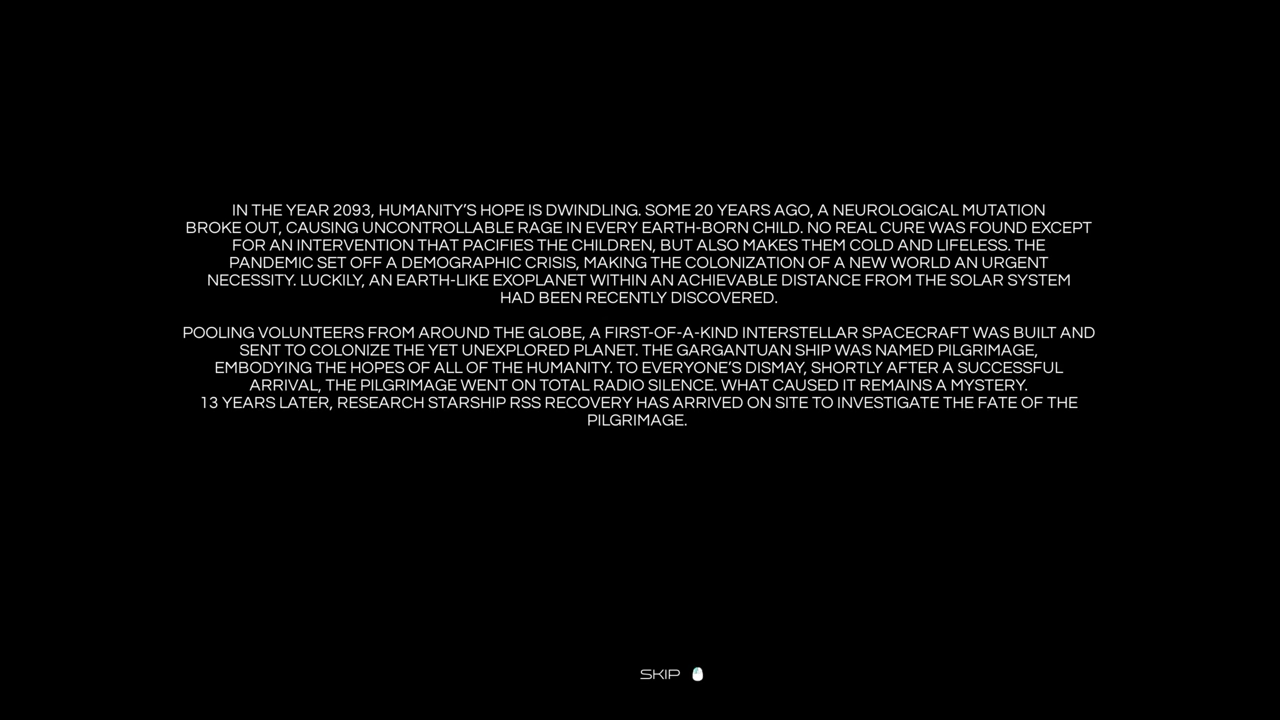 IN THE YEAR 2093, HUMANITY'S HOPE IS DWINDLING. SOME 20 YEARS AGO, A NEUROLOGICAL MUTATION
BROKE OUT, CAUSING UNCONTROLLABLE RAGE IN EVERY EARTH-BORN CHILD. NO REAL CURE WAS FOUND EXCEPT
FOR AN INTERVENTION THAT PACIFIES THE CHILDREN, BUT ALSO MAKES THEM COLD AND LIFELESS. THE
PANDEMIC SET OFF A DEMOGRAPHIC CRISIS, MAKING THE COLONIZATION OF A NEW WORLD AN URGENT
NECESSITY. LUCKILY, AN EARTH-LIKE EXOPLANET WITHIN AN ACHIEVABLE DISTANCE FROM THE SOLAR SYSTEM
HAD BEEN RECENTLY DISCOVERED.
POOLING VOLUNTEERS FROM AROUND THE GLOBE, A FIRST-OF-A-KIND INTERSTELLAR SPACECRAFT WAS BUILT AND
SENT TO COLONIZE THE YET UNEXPLORED PLANET. THE GARGANTUAN SHIP WAS NAMED PILGRIMAGE,
EMBODYING THE HOPES OF ALL OF THE HUMANITY. TO EVERYONE'S DISMAY, SHORTLY AFTER A SUCCESSFUL
ARRIVAL, THE PILGRIMAGE WENT ON TOTAL RADIO SILENCE. WHAT CAUSED IT REMAINS A MYSTERY.
13 YEARS LATER, RESEARCH STARSHIP RSS RECOVERY HAS ARRIVED ON SITE TO INVESTIGATE THE FATE OF THE
PILGRIMAGE.
SKIP